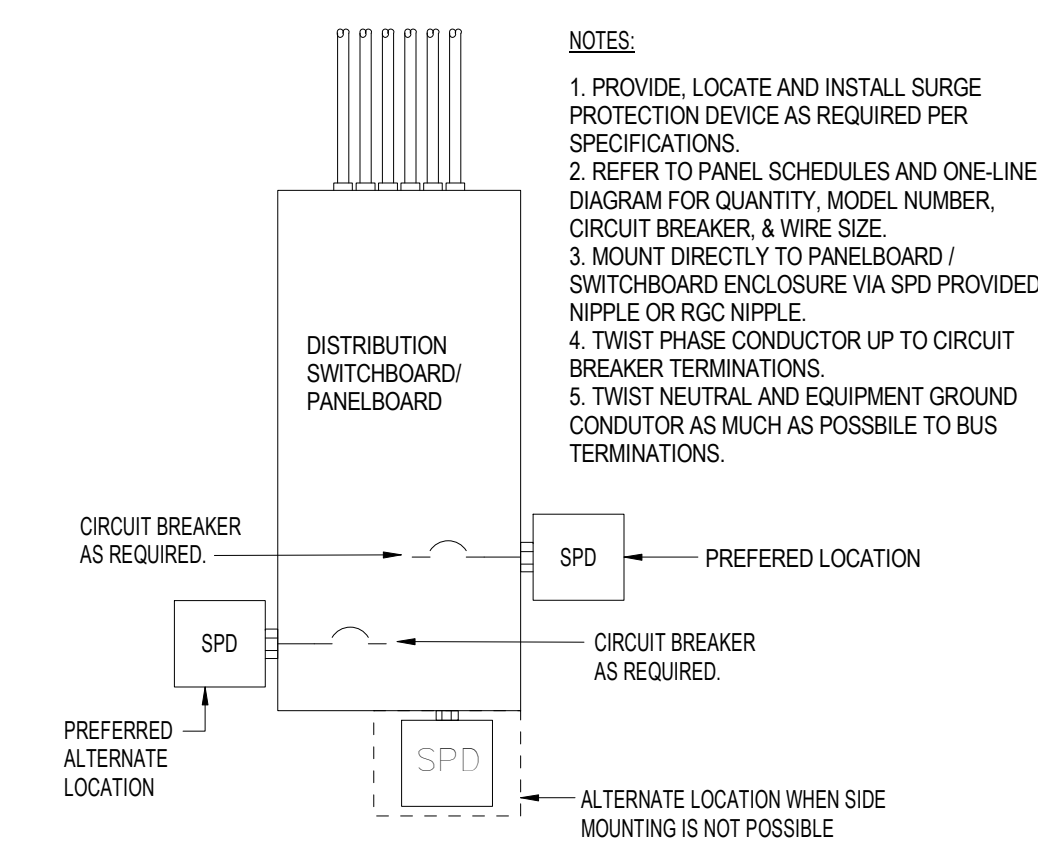 NOTES:
1. PROVIDE, LOCATE AND INSTALL SURGE
PROTECTION DEVICE AS REQUIRED PER
SPECIFICATIONS.
2. REFER TO PANEL SCHEDULES AND ONE-LINE
DIAGRAM FOR QUANTITY, MODEL NUMBER,
CIRCUIT BREAKER, & WIRE SIZE.
3. MOUNT DIRECTLY TO PANELBOARD /
SWITCHBOARD ENCLOSURE VIA SPD PROVIDED
NIPPLE OR RGC NIPPLE.
4. TWIST PHASE CONDUCTOR UP TO CIRCUIT
BREAKER TERMINATIONS.
5. TWIST NEUTRAL AND EQUIPMENT GROUND
CONDUTOR AS MUCH AS POSSBILE TO BUS
TERMINATIONS.
DISTRIBUTION
SWITCHBOARD/
PANELBOARD
CIRCUIT BREAKER
AS REQUIRED.
SPD
PREFERED LOCATION
SPD
CIRCUIT BREAKER
AS REQUIRED.
PREFERRED
ALTERNATE
LOCATION
SPD
ALTERNATE LOCATION WHEN SIDE
MOUNTING IS NOT POSSIBLE